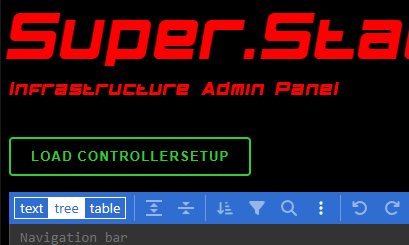 Super.Sta
Infrastructure Admin Panel
LOAD CONTROLLERSETUP
text tree table
Navigation bar